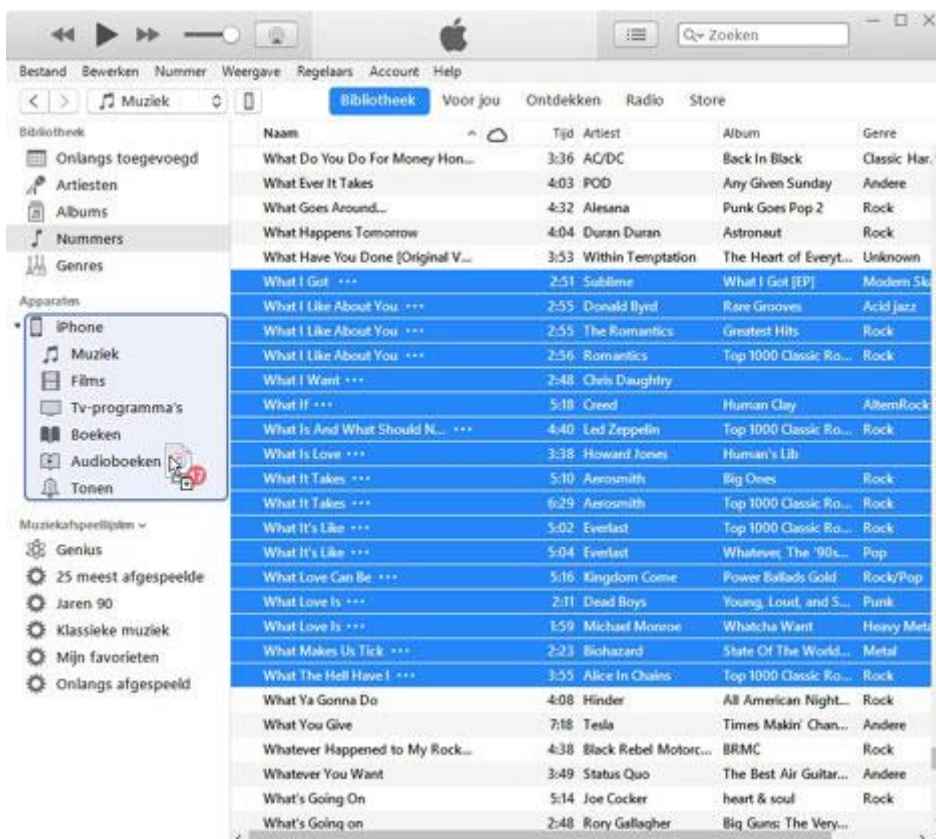 Zoeken
Bestand Bewerken Nummer Weergave Regelaars Account Help
Muziek Bibliotheek Voor jou Ontdekken Radio Store
Bibliotheek
Onlangs toegevoegd
Artiesten
Albums
Nummers
Genres
Apparaten
iPhone
Muziek
Films
Tv-programma's
Boeken
Audioboeken 17
Tonen
Muziekafspeellijsten
Genius
25 meest afgespeelde
Jaren 90
Klassieke muziek
Mijn favorieten
Onlangs afgespeeld
Naam Tijd Artiest Album Genre
What Do You Do For Money Hon... 3:36 AC/DC Back In Black Classic Har.
What Ever It Takes 4:03 POD Any Given Sunday Andere
What Goes Around... 4:32 Alesana Punk Goes Pop 2 Rock
What Happens Tomorrow 4:04 Duran Duran Astronaut Rock
What Have You Done [Original V... 3:53 Within Temptation The Heart of Everyt... Unknown
What I Got ••• 2:51 Sublime What I Got [EP] Modern Ska
What I Like About You ••• 2:55 Donald Byrd Rare Grooves Acid jazz
What I Like About You ••• 2:55 The Romantics Greatest Hits Rock
What I Like About You ••• 2:56 Romantics Top 1000 Classic Ro... Rock
What I Want ••• 2:48 Chris Daughtry
What If ••• 5:18 Creed Human Clay AlternRock
What Is And What Should N... ••• 4:40 Led Zeppelin Top 1000 Classic Ro... Rock
What Is Love ••• 3:38 Howard Jones Human's Lib
What It Takes ••• 5:10 Aerosmith Big Ones Rock
What It Takes ••• 6:29 Aerosmith Top 1000 Classic Ro... Rock
What It's Like ••• 5:02 Everlast Top 1000 Classic Ro... Rock
What It's Like ••• 5:04 Everlast Whatever, The '90s... Pop
What Love Can Be ••• 5:16 Kingdom Come Power Ballads Gold Rock/Pop
What Love Is ••• 2:11 Dead Boys Young, Loud, and S... Punk
What Love Is ••• 1:59 Michael Monroe Whatcha Want Heavy Meta
What Makes Us Tick ••• 2:23 Biohazard State Of The World... Metal
What The Hell Have I ••• 3:55 Alice In Chains Top 1000 Classic Ro... Rock
What Ya Gonna Do 4:08 Hinder All American Night... Rock
What You Give 7:18 Tesla Times Makin' Chan... Andere
Whatever Happened to My Rock... 4:38 Black Rebel Motorc... BRMC Rock
Whatever You Want 3:49 Status Quo The Best Air Guitar... Andere
What's Going On 5:14 Joe Cocker heart & soul Rock
What's Going on 2:48 Rory Gallagher Big Guns: The Very... Rock